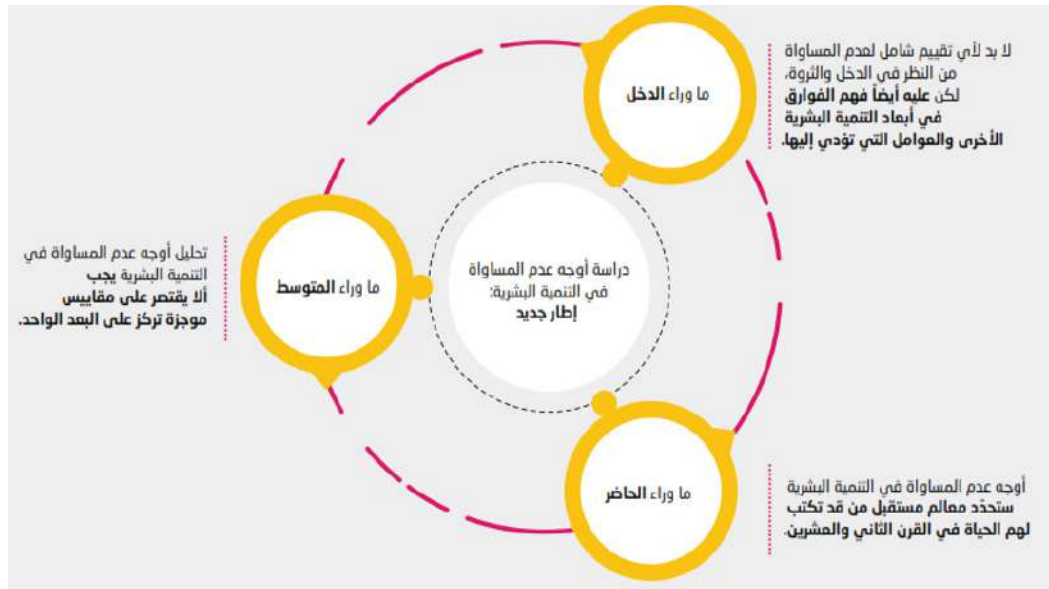 لا بد لأي تقييم شامل لعدم المساواة
من النظر في الدخل والثروة،
لكن عليه أيضاً فهم الفوارق
في أبعاد التنمية البشرية
الأخرى والعوامل التي تؤدي إليها.
ما وراء الدخل
دراسة أوجه عدم المساواة
في التنمية البشرية:
إطار جديد
ما وراء المتوسط
تحليل أوجه عدم المساواة في
التنمية البشرية يجب
ألا يقتصر على مقاييس
موجزة تركز على البعد الواحد.
أوجه عدم المساواة في التنمية البشرية
ستحدّد معالم مستقبل من قد تكتب
لهم الحياة في القرن الثاني والعشرين.
ما وراء الحاضر